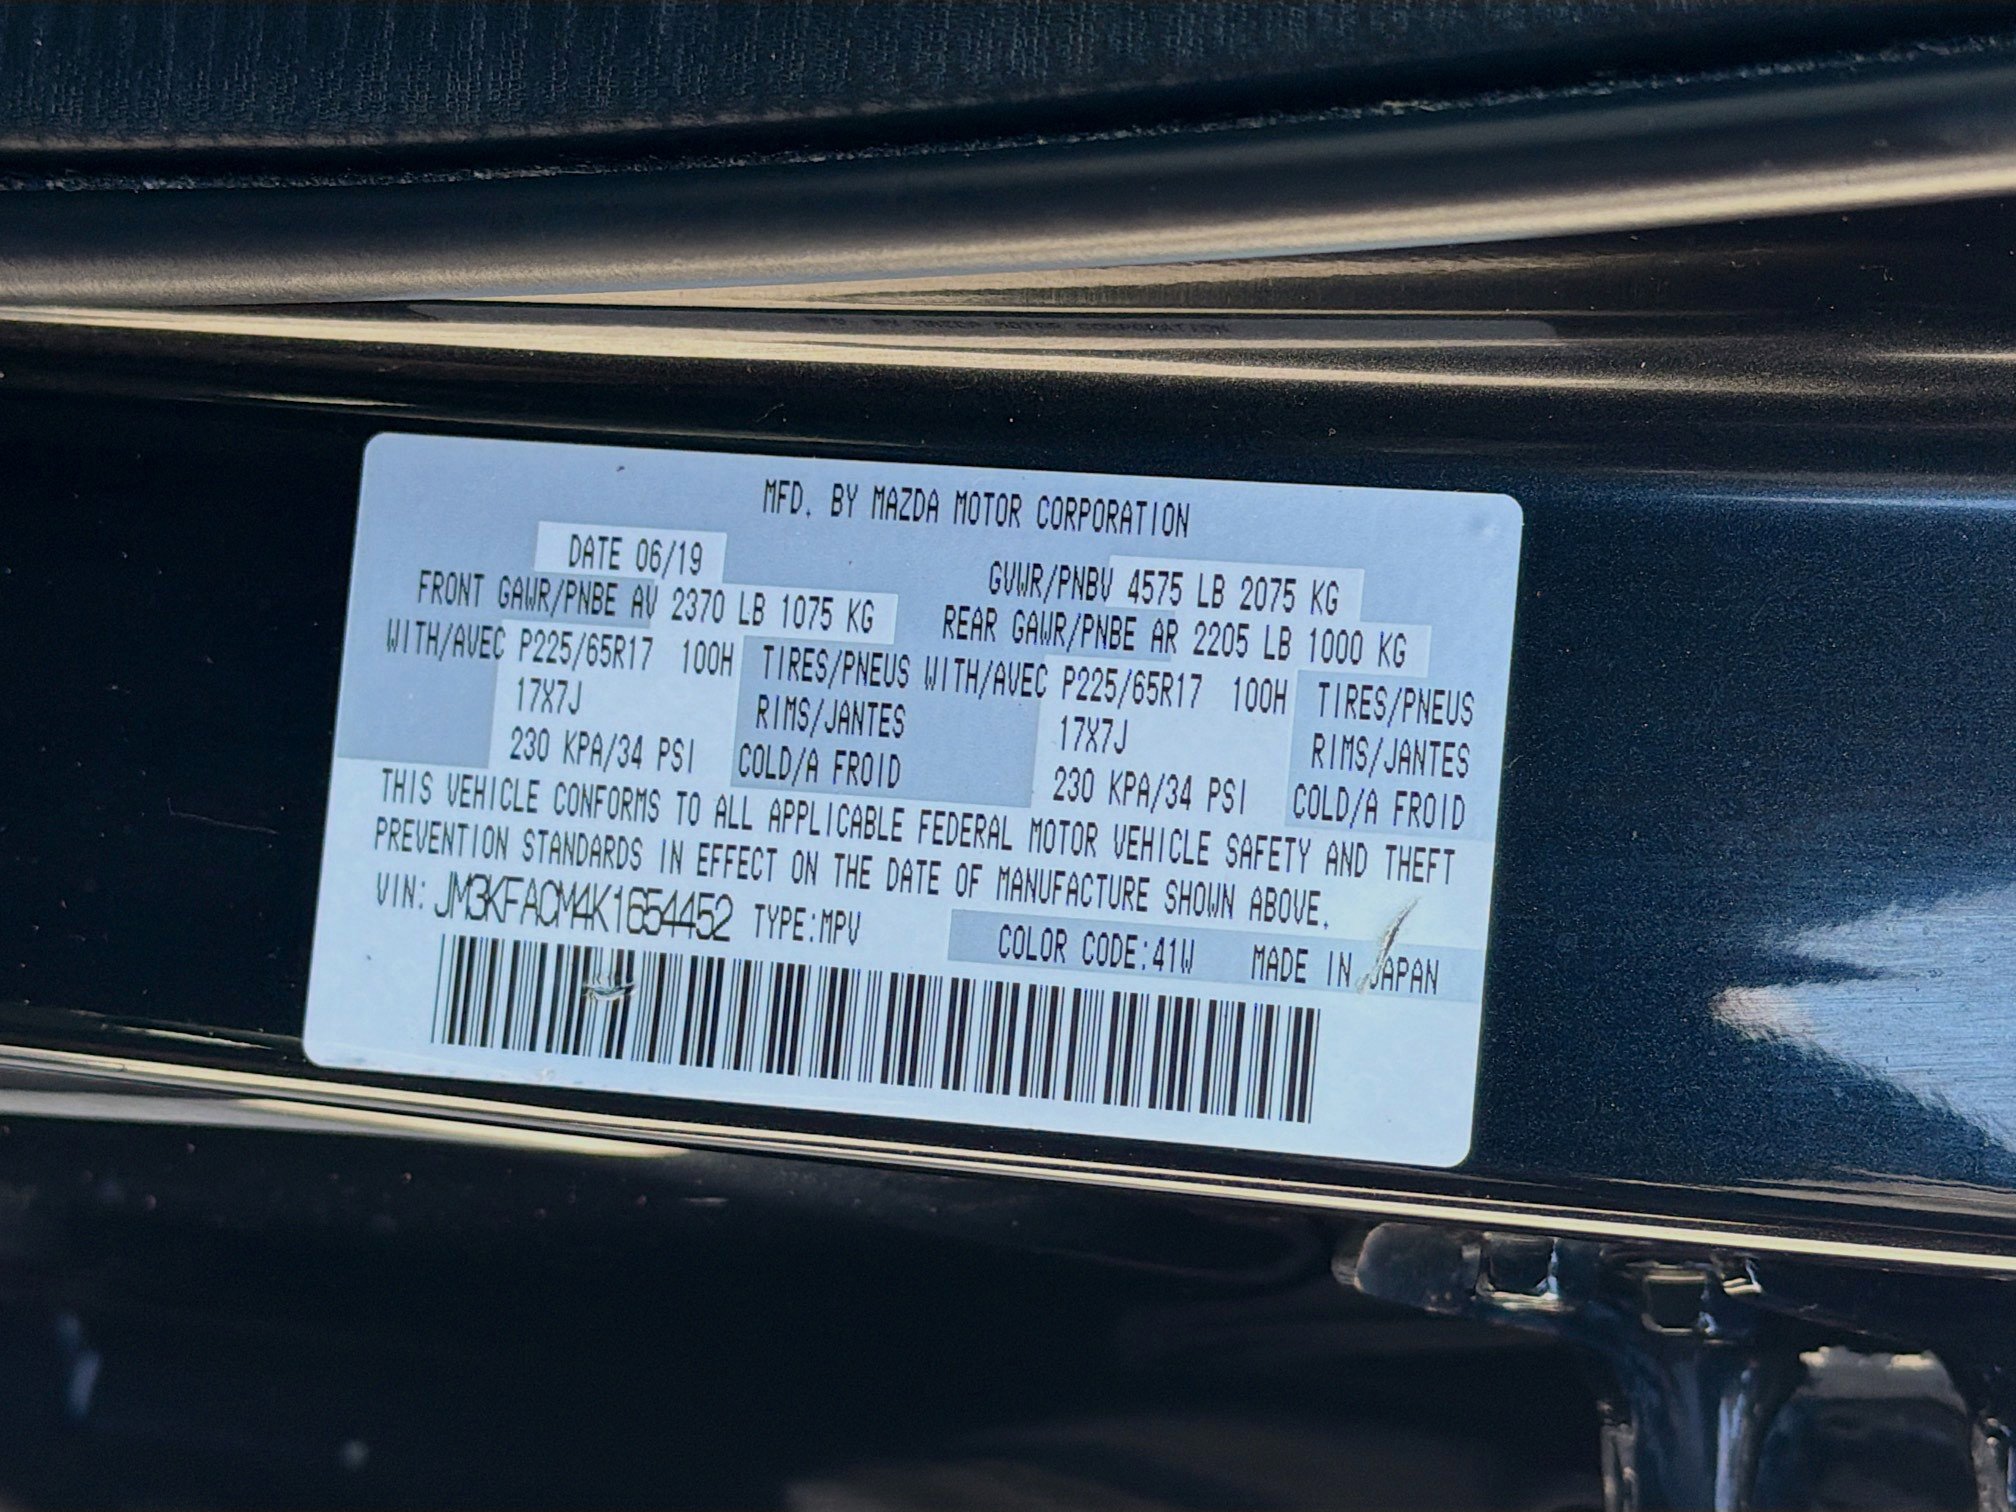 MFD. BY MAZDA MOTOR CORPORATION
DATE 06/19 GVWR/PNBV 4575 LB 2075 KG
FRONT GAWR/PNBE AV 2370 LB 1075 KG REAR GAWR/PNBE AR 2205 LB 1000 KG
WITH/AVEC P225/65R17 100H TIRES/PNEUS WITH/AVEC P225/65R17 100H TIRES/PNEUS
17X7J RIMS/JANTES 17X7J RIMS/JANTES
230 KPA/34 PSI COLD/A FROID 230 KPA/34 PSI COLD/A FROID
THIS VEHICLE CONFORMS TO ALL APPLICABLE FEDERAL MOTOR VEHICLE SAFETY AND THEFT
PREVENTION STANDARDS IN EFFECT ON THE DATE OF MANUFACTURE SHOWN ABOVE.
VIN: JM3KFACM4K1654452 TYPE:MPV COLOR CODE:41W MADE IN JAPAN